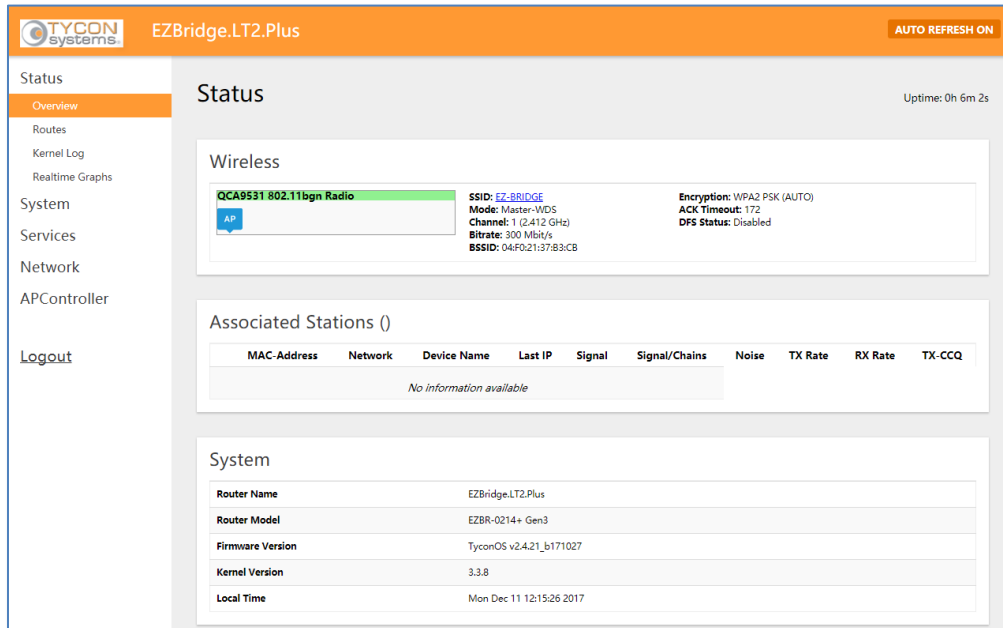 TYCON
systems.
EZBridge.LT2.Plus
AUTO REFRESH ON
Status
Overview
Routes
Kernel Log
Realtime Graphs
System
Services
Network
APController
Logout
Status
Uptime: 0h 6m 2s
Wireless
QCA9531 802.11bgn Radio
AP
SSID: EZ-BRIDGE
Mode: Master-WDS
Channel: 1 (2.412 GHz)
Bitrate: 300 Mbit/s
BSSID: 04:F0:21:37:B3:CB
Encryption: WPA2 PSK (AUTO)
ACK Timeout: 172
DFS Status: Disabled
Associated Stations ()
MAC-Address Network Device Name Last IP Signal Signal/Chains Noise TX Rate RX Rate TX-CCQ
No information available
System
Router Name EZBridge.LT2.Plus
Router Model EZBR-0214+ Gen3
Firmware Version TyconOS v2.4.21_b171027
Kernel Version 3.3.8
Local Time Mon Dec 11 12:15:26 2017